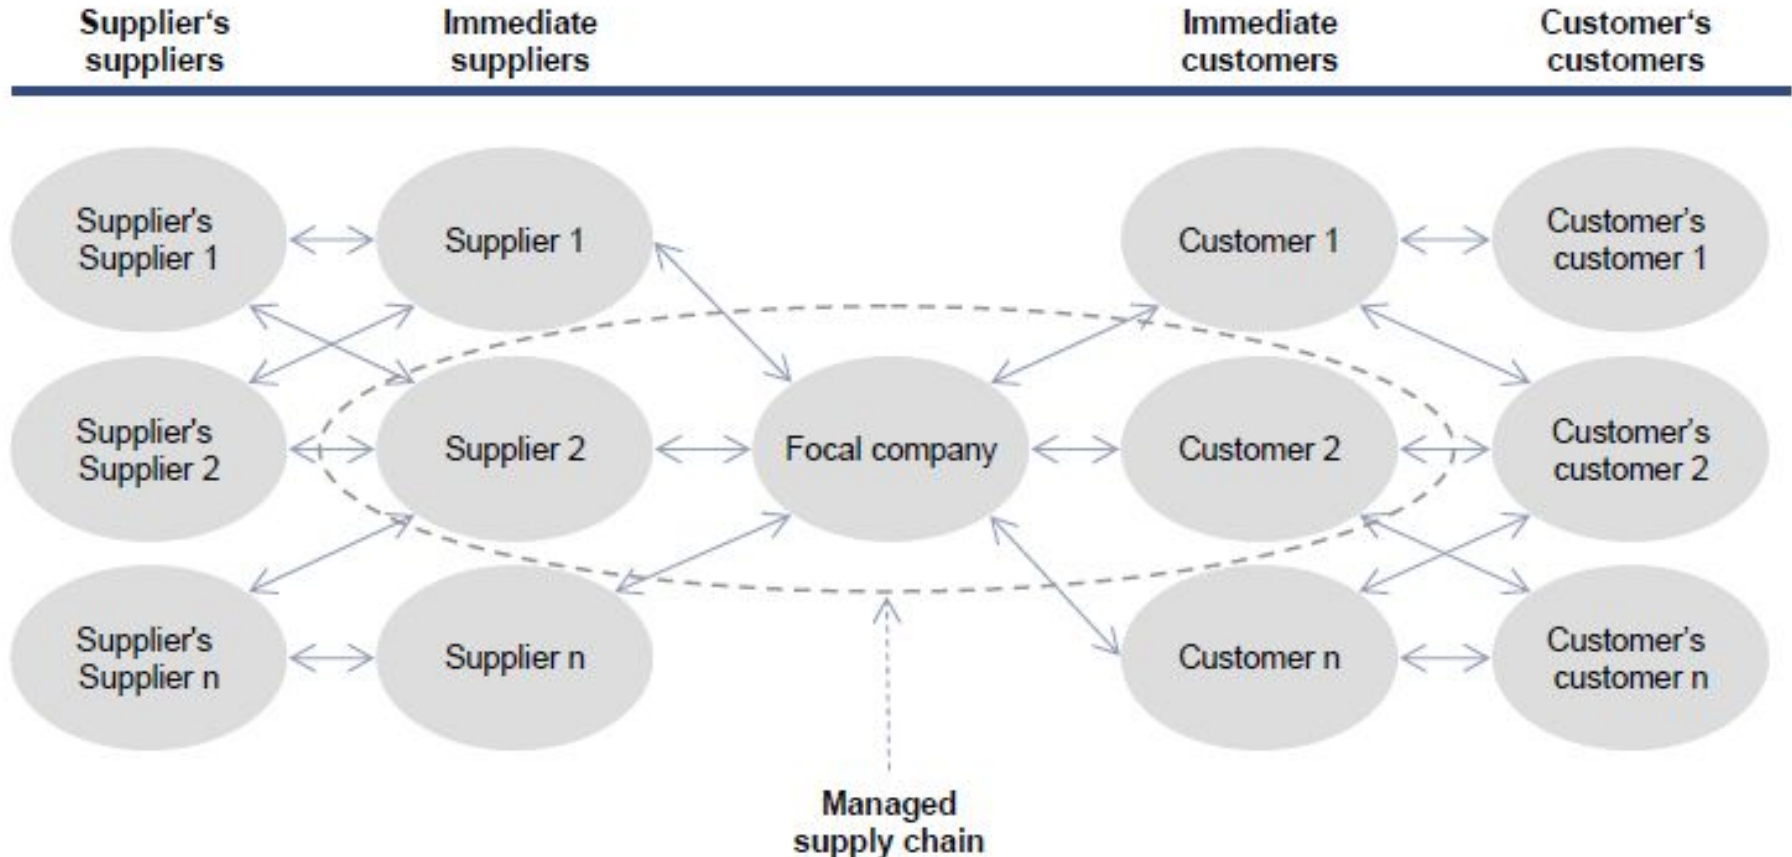 Supplier‘s
suppliers
Immediate
suppliers
Immediate
customers
Customer‘s
customers
Supplier's
Supplier 1
Supplier 1
Customer 1
Customer’s
customer 1
Supplier's
Supplier 2
Supplier 2
Focal company
Customer 2
Customer’s
customer 2
Supplier's
Supplier n
Supplier n
Customer n
Customer’s
customer n
Managed
supply chain